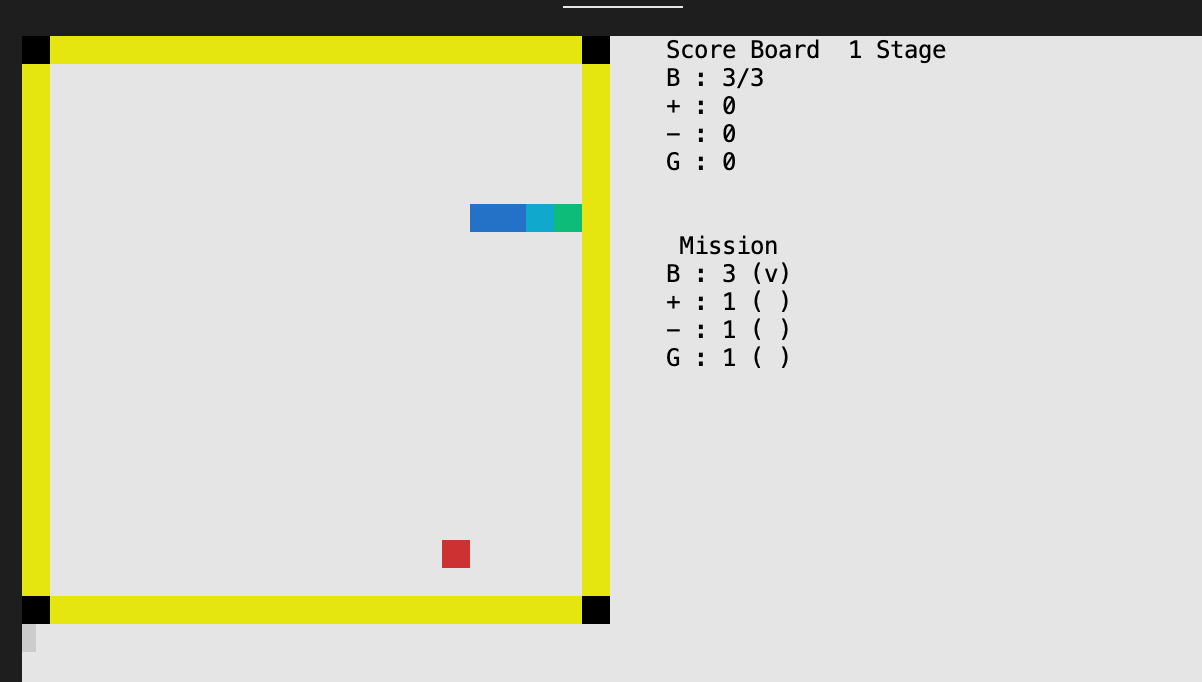 Score Board  1 Stage
B : 3/3
+ : 0
− : 0
G : 0
Mission
B : 3 (v)
+ : 1 ( )
− : 1 ( )
G : 1 ( )